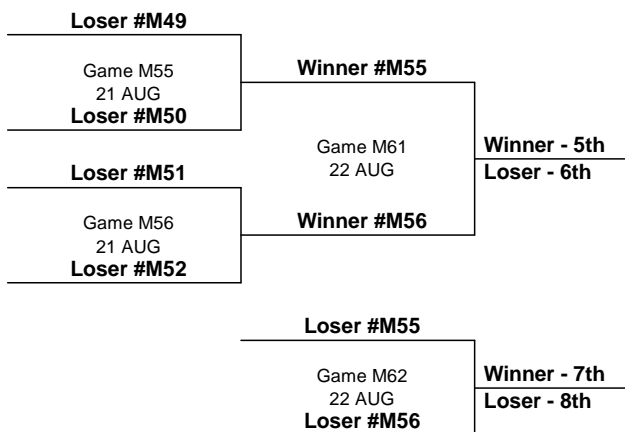 Loser #M49
Game M55
21 AUG
Loser #M50
Winner #M55
Loser #M51
Game M56
21 AUG
Loser #M52
Winner #M56
Game M61
22 AUG
Winner - 5th
Loser - 6th
Loser #M55
Game M62
22 AUG
Loser #M56
Winner - 7th
Loser - 8th